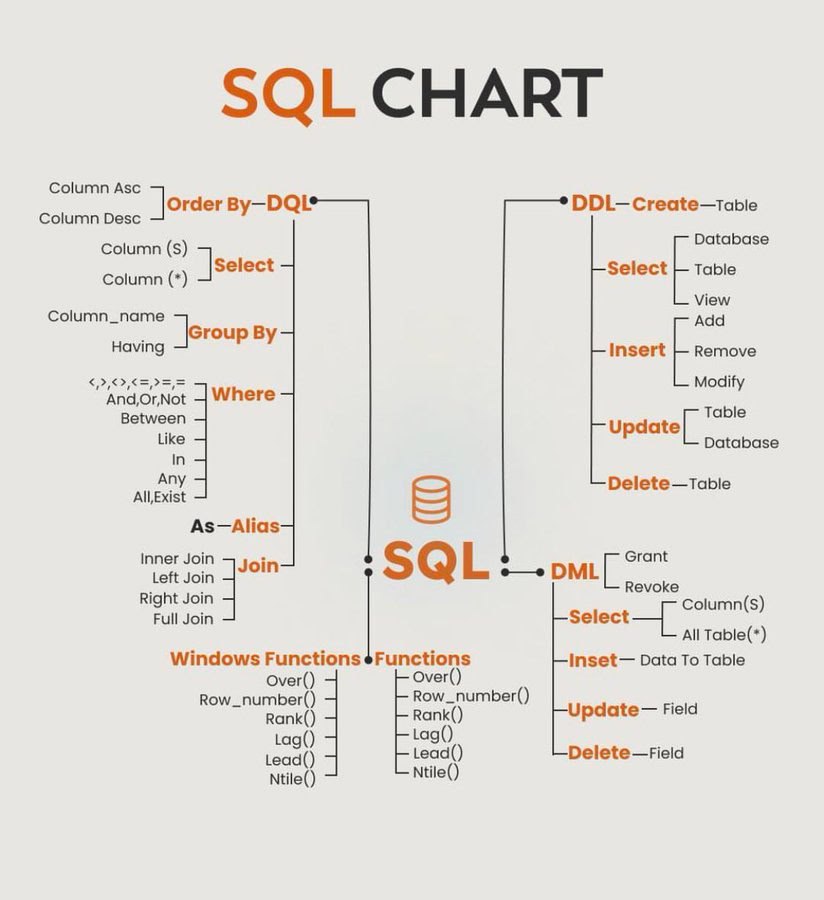 SQL CHART
Column Asc
Column Desc
Order By
DQL
Column (S)
Column (*)
Select
Column_name
Having
Group By
<,>,<>,<=,>=,=
And,Or,Not
Between
Like
In
Any
All,Exist
Where
As
Alias
Inner Join
Left Join
Right Join
Full Join
Join
SQL
Windows Functions
Over()
Row_number()
Rank()
Lag()
Lead()
Ntile()
Functions
Over()
Row_number()
Rank()
Lag()
Lead()
Ntile()
DDL
Create
Table
Select
Database
Table
View
Insert
Add
Remove
Modify
Update
Table
Database
Delete
Table
DML
Grant
Revoke
Select
Column(S)
All Table(*)
Inset
Data To Table
Update
Field
Delete
Field